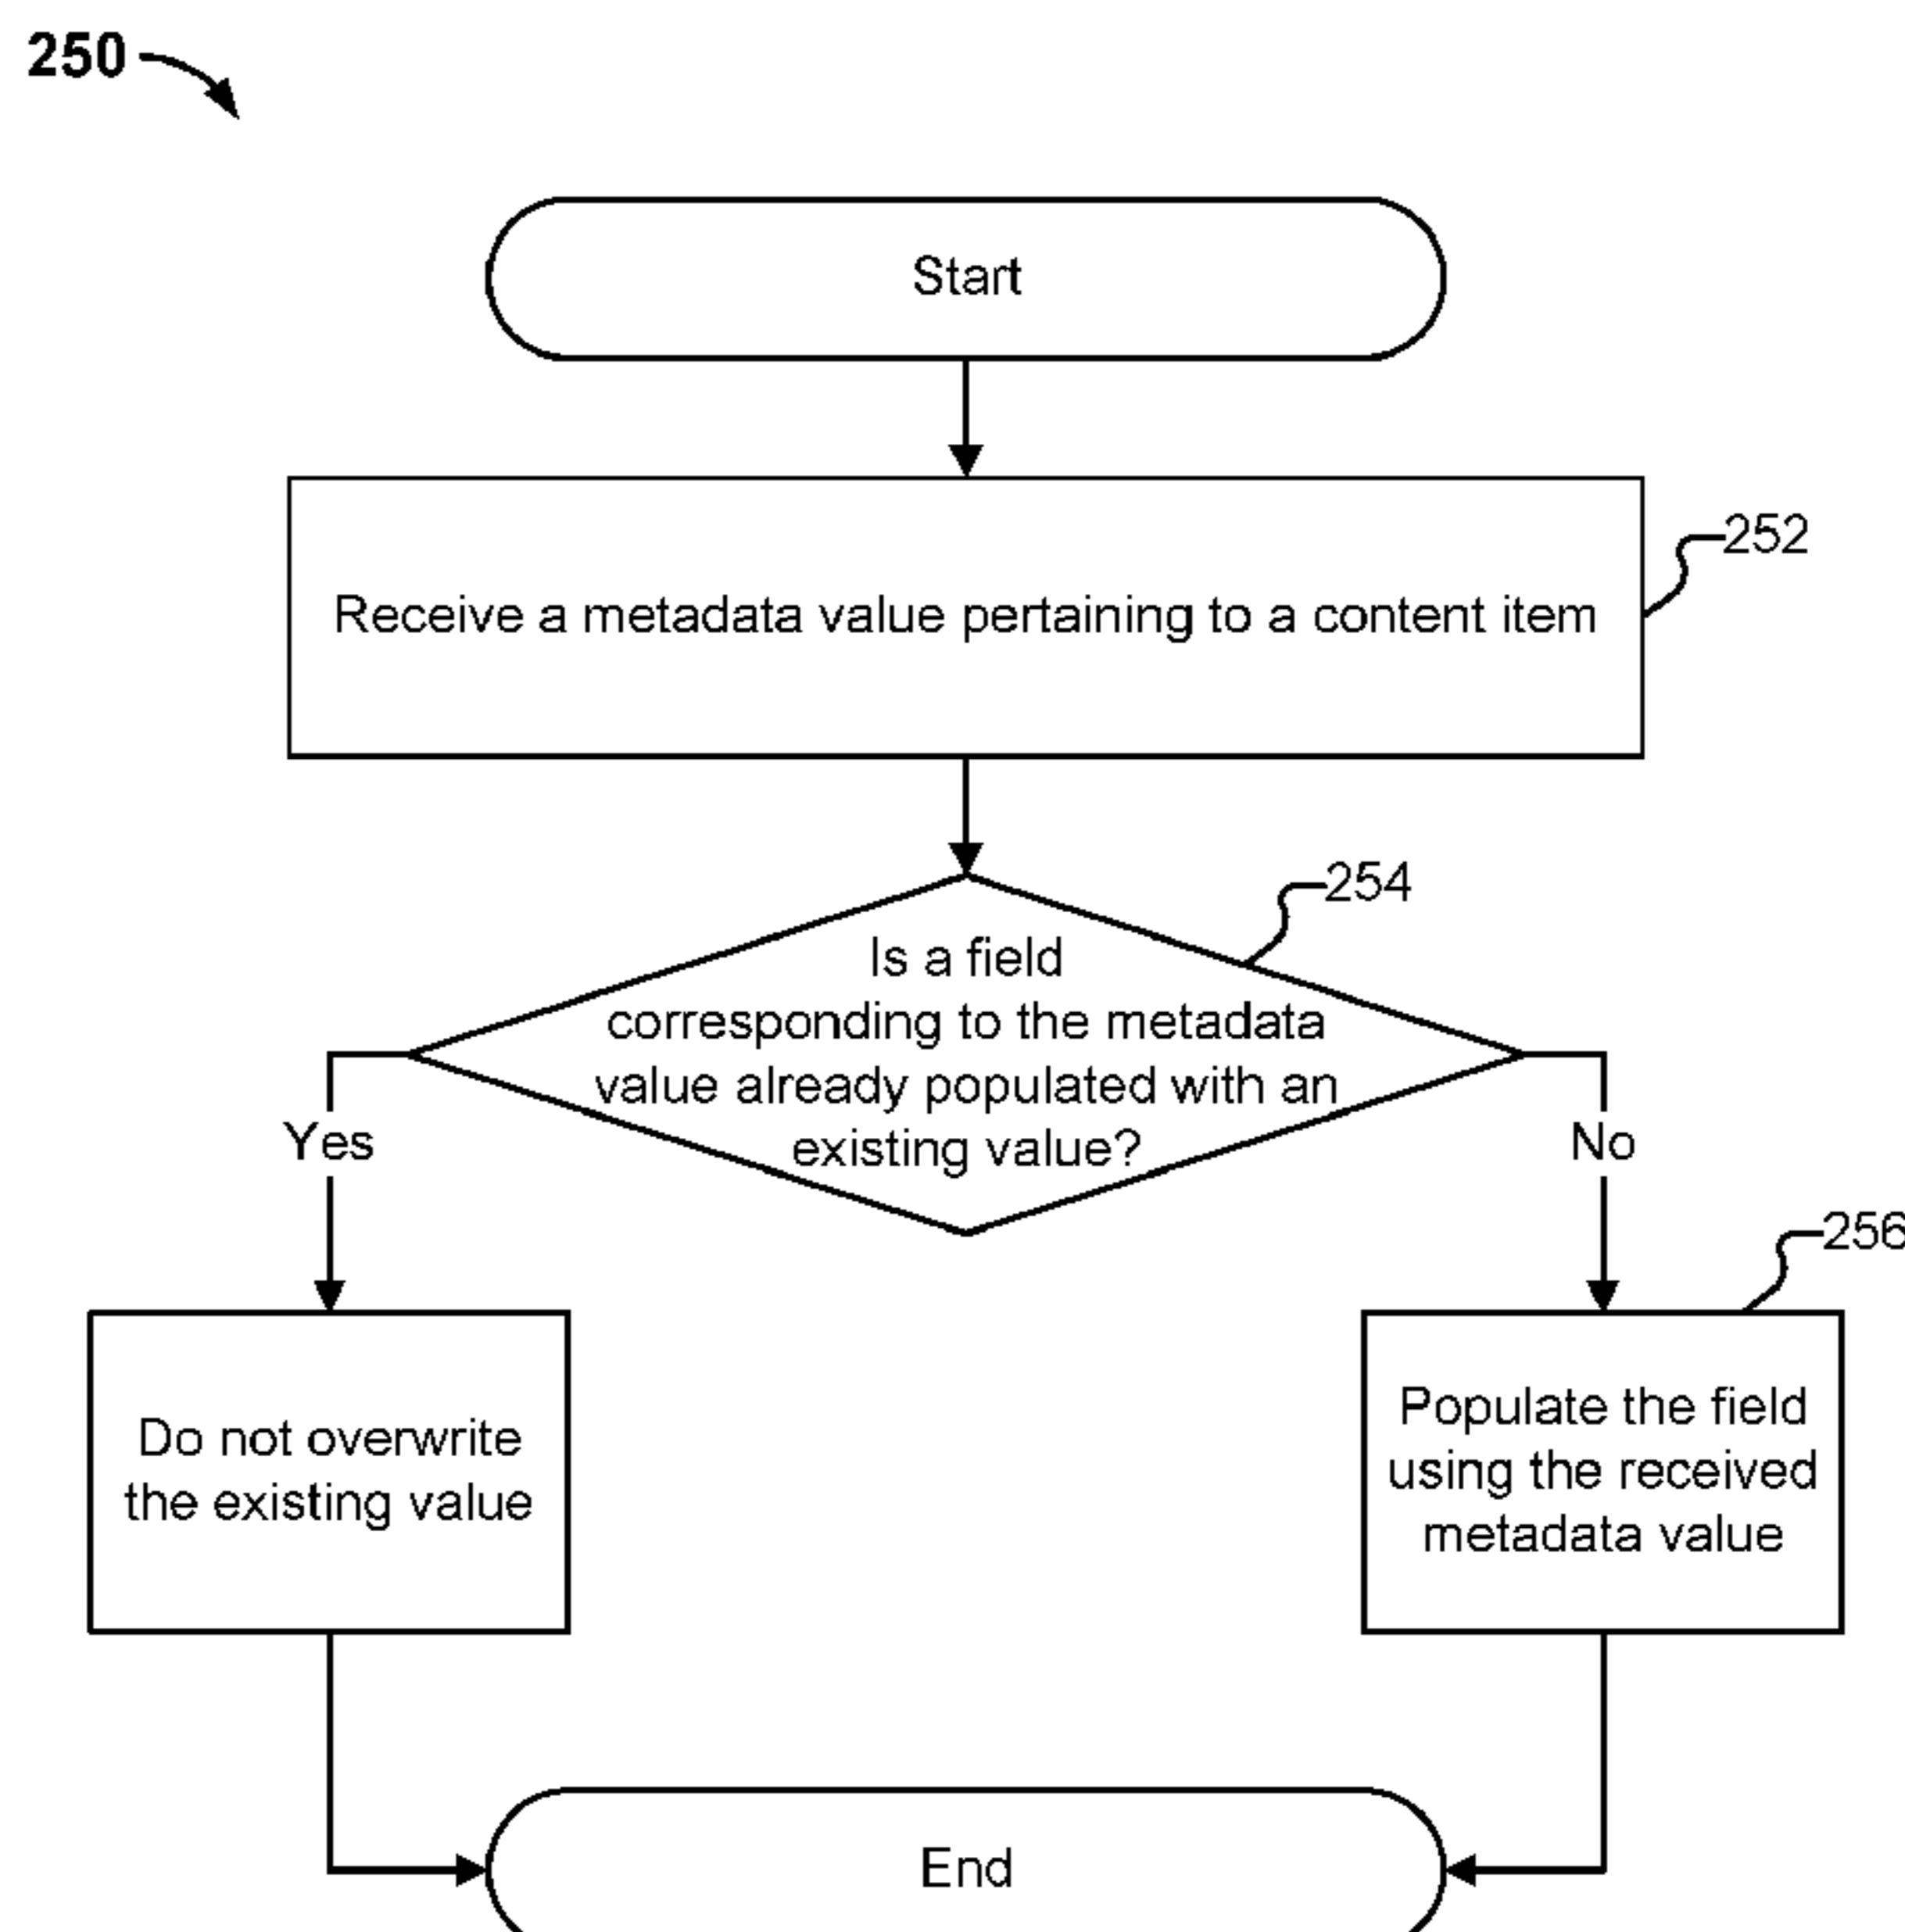 250
Start
Receive a metadata value pertaining to a content item
252
254
Is a field
corresponding to the metadata
value already populated with an
existing value?
Yes
No
256
Do not overwrite
the existing value
Populate the field
using the received
metadata value
End